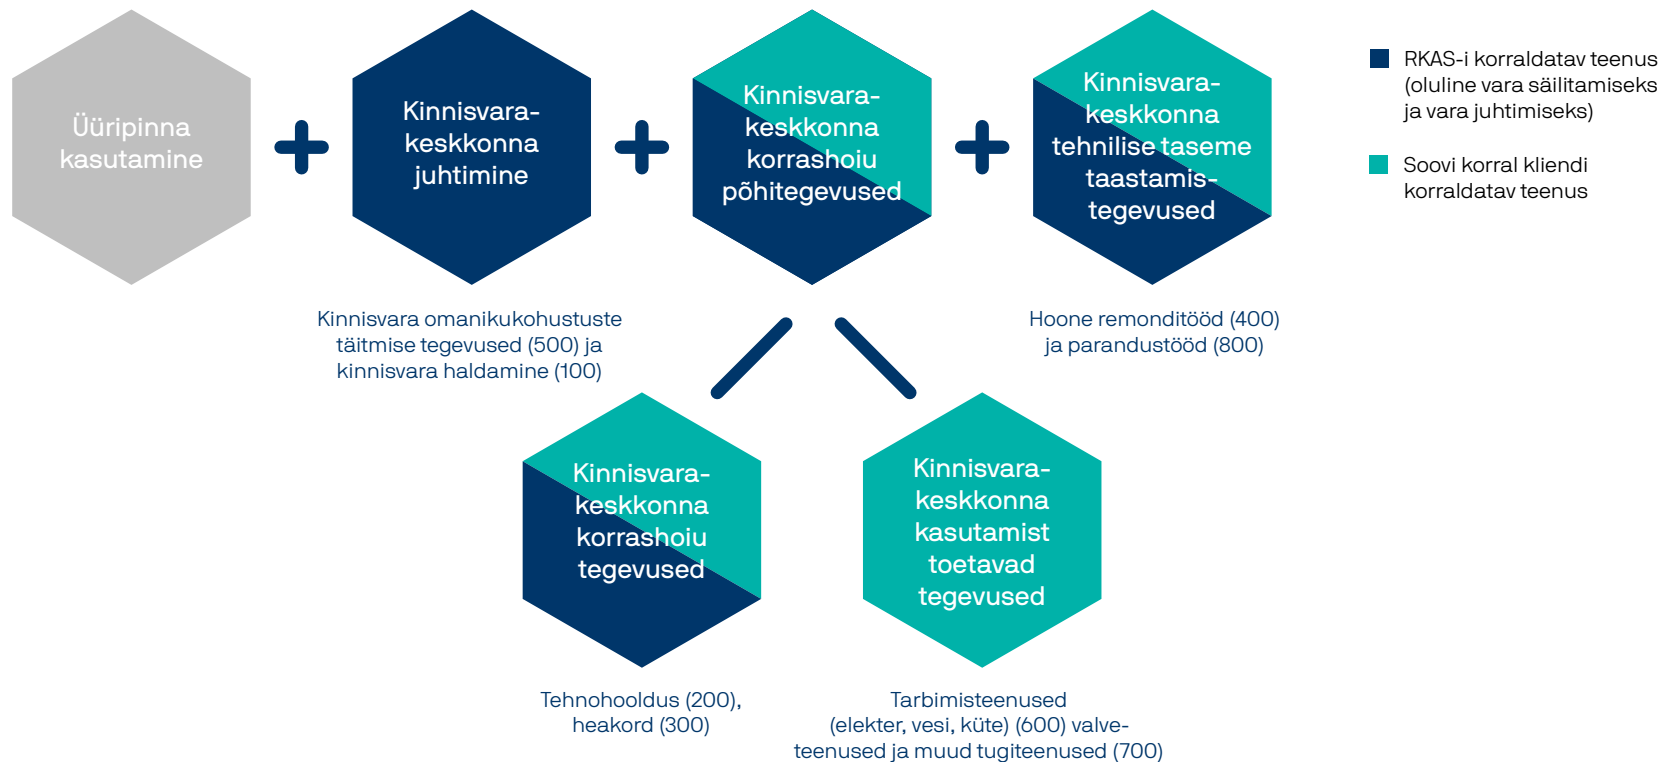 Üüripinna
kasutamine
Kinnisvara-
keskkonna
juhtimine
Kinnisvara-
keskkonna
korrashoiu
põhitegevused
Kinnisvara-
keskkonna
tehnilise taseme
taastamis-
tegevused
RKAS-i korraldatav teenus
(oluline vara säilitamiseks
ja vara juhtimiseks)
Soovi korral kliendi
korraldatav teenus
Kinnisvara omanikukohustuste
täitmise tegevused (500) ja
kinnisvara haldamine (100)
Hoone remonditööd (400)
ja parandustööd (800)
Kinnisvara-
keskkonna
korrashoiu
tegevused
Kinnisvara-
keskkonna
kasutamist
toetavad
tegevused
Tehnohooldus (200),
heakord (300)
Tarbimisteenused
(elekter, vesi, küte) (600) valve-
teenused ja muud tugiteenused (700)